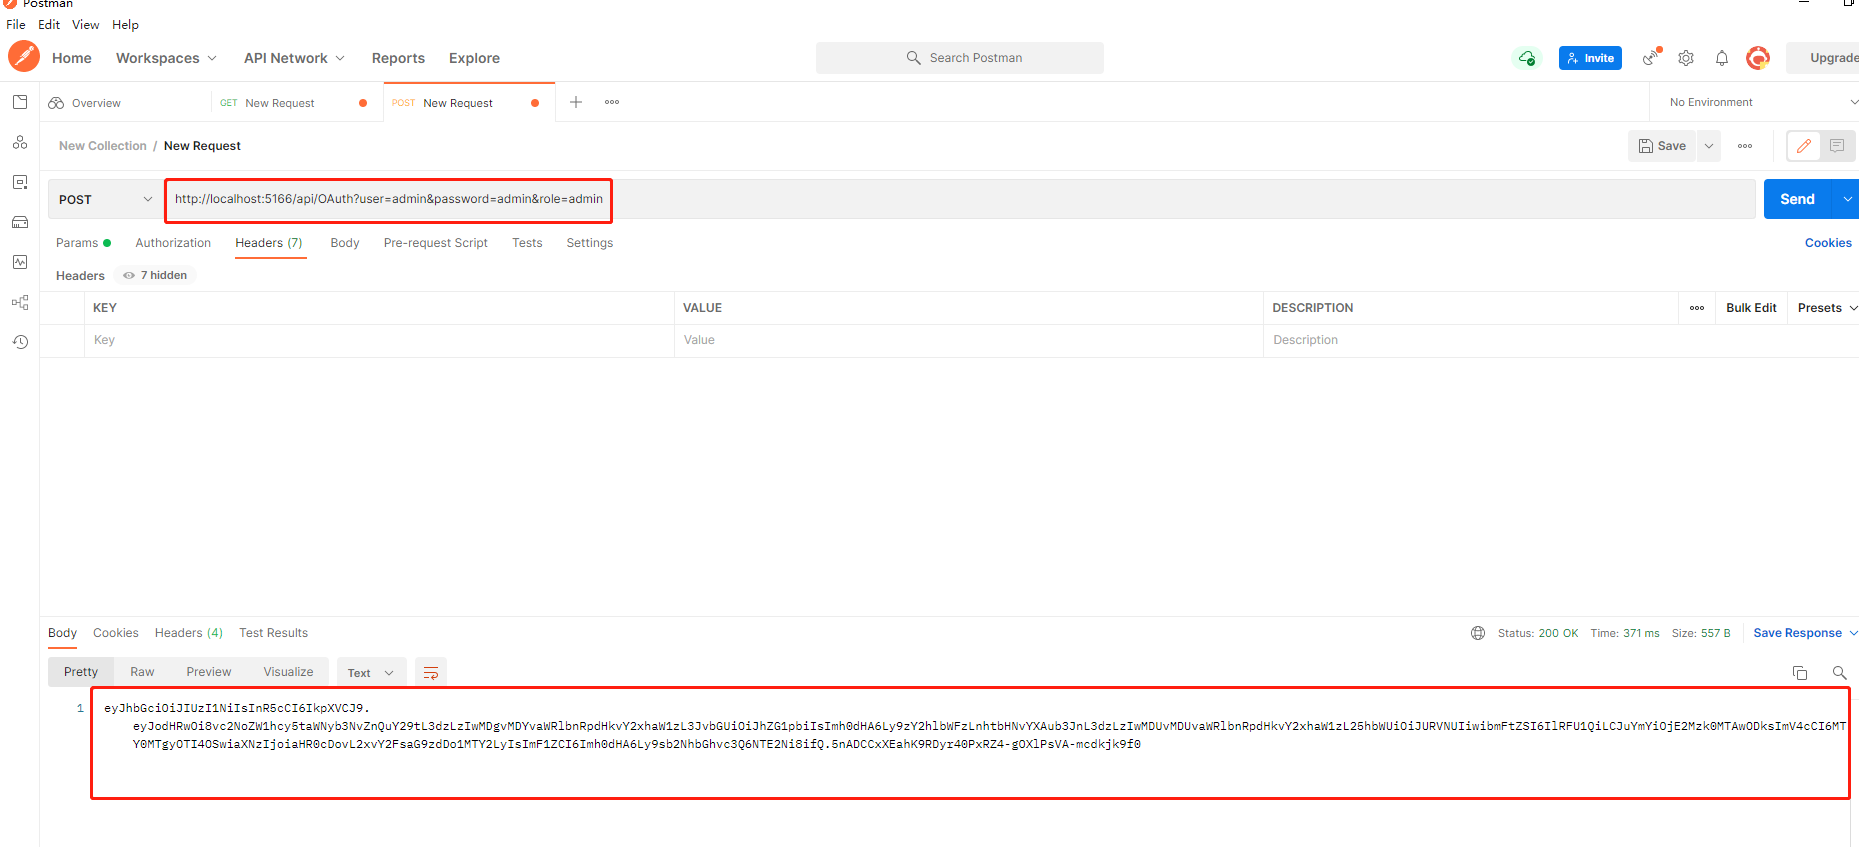 Postman
File Edit View Help
Home Workspaces API Network Reports Explore Search Postman Invite Upgrade
Overview GET New Request POST New Request No Environment
New Collection / New Request Save
POST http://localhost:5166/api/OAuth?user=admin&password=admin&role=admin Send
Params Authorization Headers (7) Body Pre-request Script Tests Settings Cookies
Headers 7 hidden
KEY VALUE DESCRIPTION Bulk Edit Presets
Key Value Description
Body Cookies Headers (4) Test Results Status: 200 OK Time: 371 ms Size: 557 B Save Response
Pretty Raw Preview Visualize Text
1 eyJhbGciOiJIUzI1NiIsInR5cCI6IkpXVCJ9.
eyJodHRwOi8vc2NoZW1hcy5taWNyb3NvZnQuY29tL3dzLzIwMDgvMDYvaWRlbnRpdHkvY2xhaW1zL3JvbGUiOiJhZG1pbiIsImh0dHA6Ly9zY2hlbWFzLnhtbHNvYXAub3JnL3dzLzIwMDUvMDUvaWRlbnRpdHkvY2xhaW1zL25hbWUiOiJURVNUIiwibmFtZSI6IlRFU1QiLCJuYmYiOjE2Mzk0MTAwODksImV4cCI6MT
Y0MTgyOTI4OSwiaXNzIjoiaHR0cDovL2xvY2FsaG9zdDo1MTY2LyIsImF1ZCI6Imh0dHA6Ly9sb2NhbGhvc3Q6NTE2Ni8ifQ.5nADCCxXEahK9RDyr40PxRZ4-gOXlPsVA-mcdkjk9f0